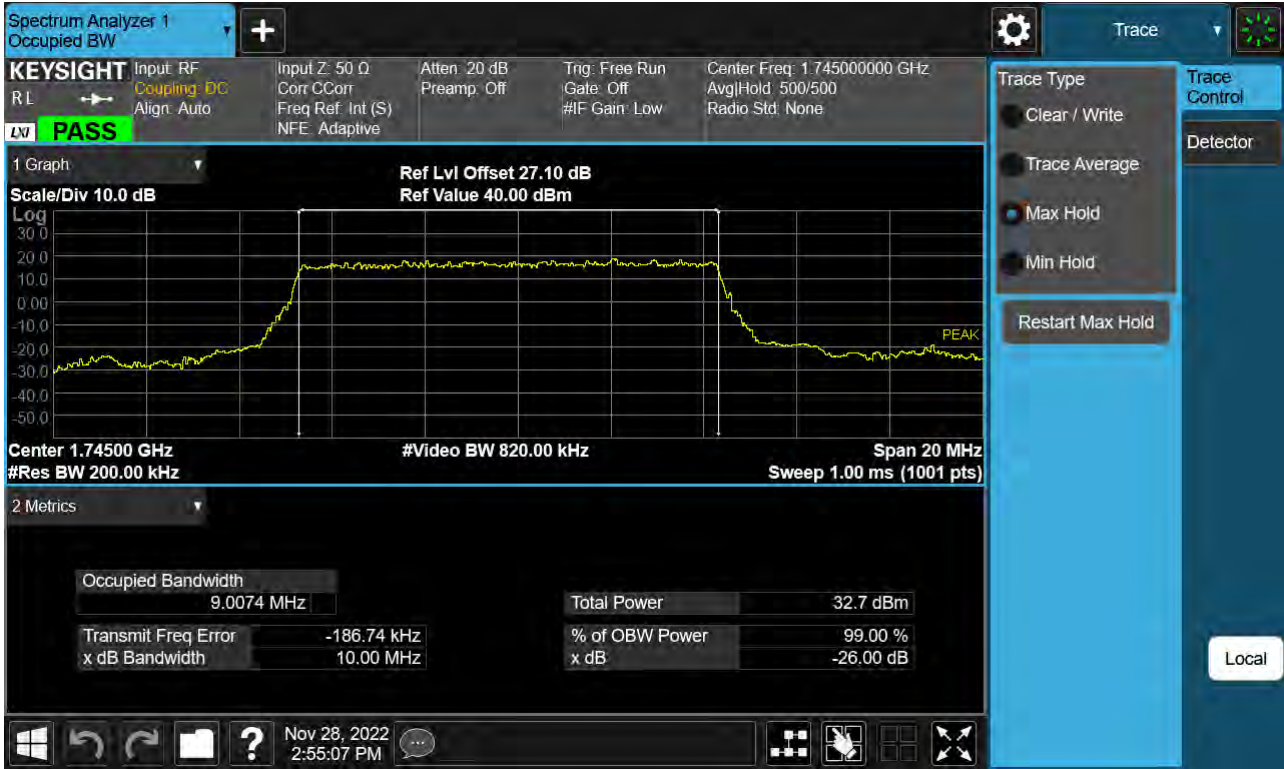 Spectrum Analyzer 1
Occupied BW
+
Trace
KEYSIGHT Input: RF Input Z: 50 Ω Atten: 20 dB Trig: Free Run Center Freq: 1.745000000 GHz
RL Coupling: DC Corr CCorr Preamp: Off Gate: Off Avg|Hold: 500/500
Align: Auto Freq Ref: Int (S) #IF Gain: Low Radio Std: None
LXI PASS NFE: Adaptive
Trace Type
Clear / Write
Trace Average
Max Hold
Min Hold
Restart Max Hold
Trace
Control
Detector
1 Graph
Ref Lvl Offset 27.10 dB
Scale/Div 10.0 dB Ref Value 40.00 dBm
Log
30.0
20.0
10.0
0.00
-10.0
PEAK
-20.0
-30.0
-40.0
-50.0
Center 1.74500 GHz #Video BW 820.00 kHz Span 20 MHz
#Res BW 200.00 kHz Sweep 1.00 ms (1001 pts)
2 Metrics
Occupied Bandwidth
9.0074 MHz Total Power 32.7 dBm
Transmit Freq Error -186.74 kHz % of OBW Power 99.00 %
x dB Bandwidth 10.00 MHz x dB -26.00 dB
Local
? Nov 28, 2022
2:55:07 PM